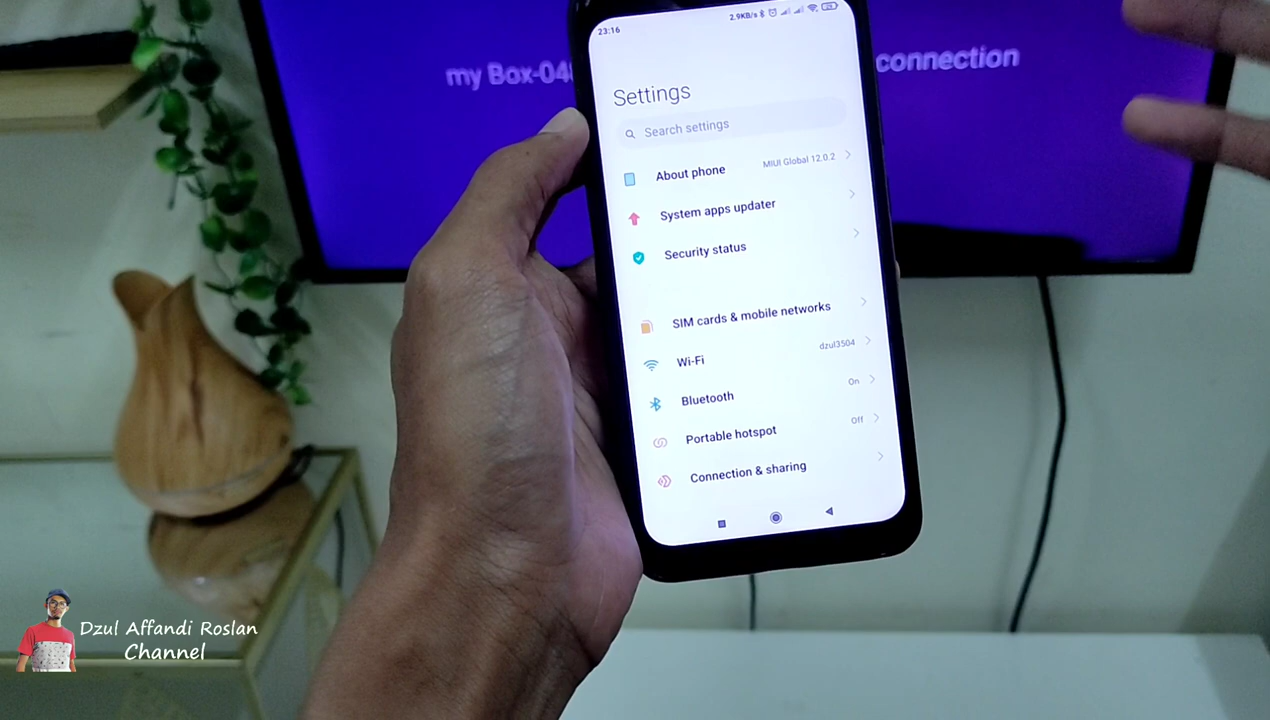 2.9KB/s
23:16
my Box-04
connection
Settings
Search settings
About phone
MIUI Global 12.0.2
System apps updater
Security status
SIM cards & mobile networks
Wi-Fi
dzul3504
Bluetooth
On
Portable hotspot
Off
Connection & sharing
Dzul Affandi Roslan
Channel